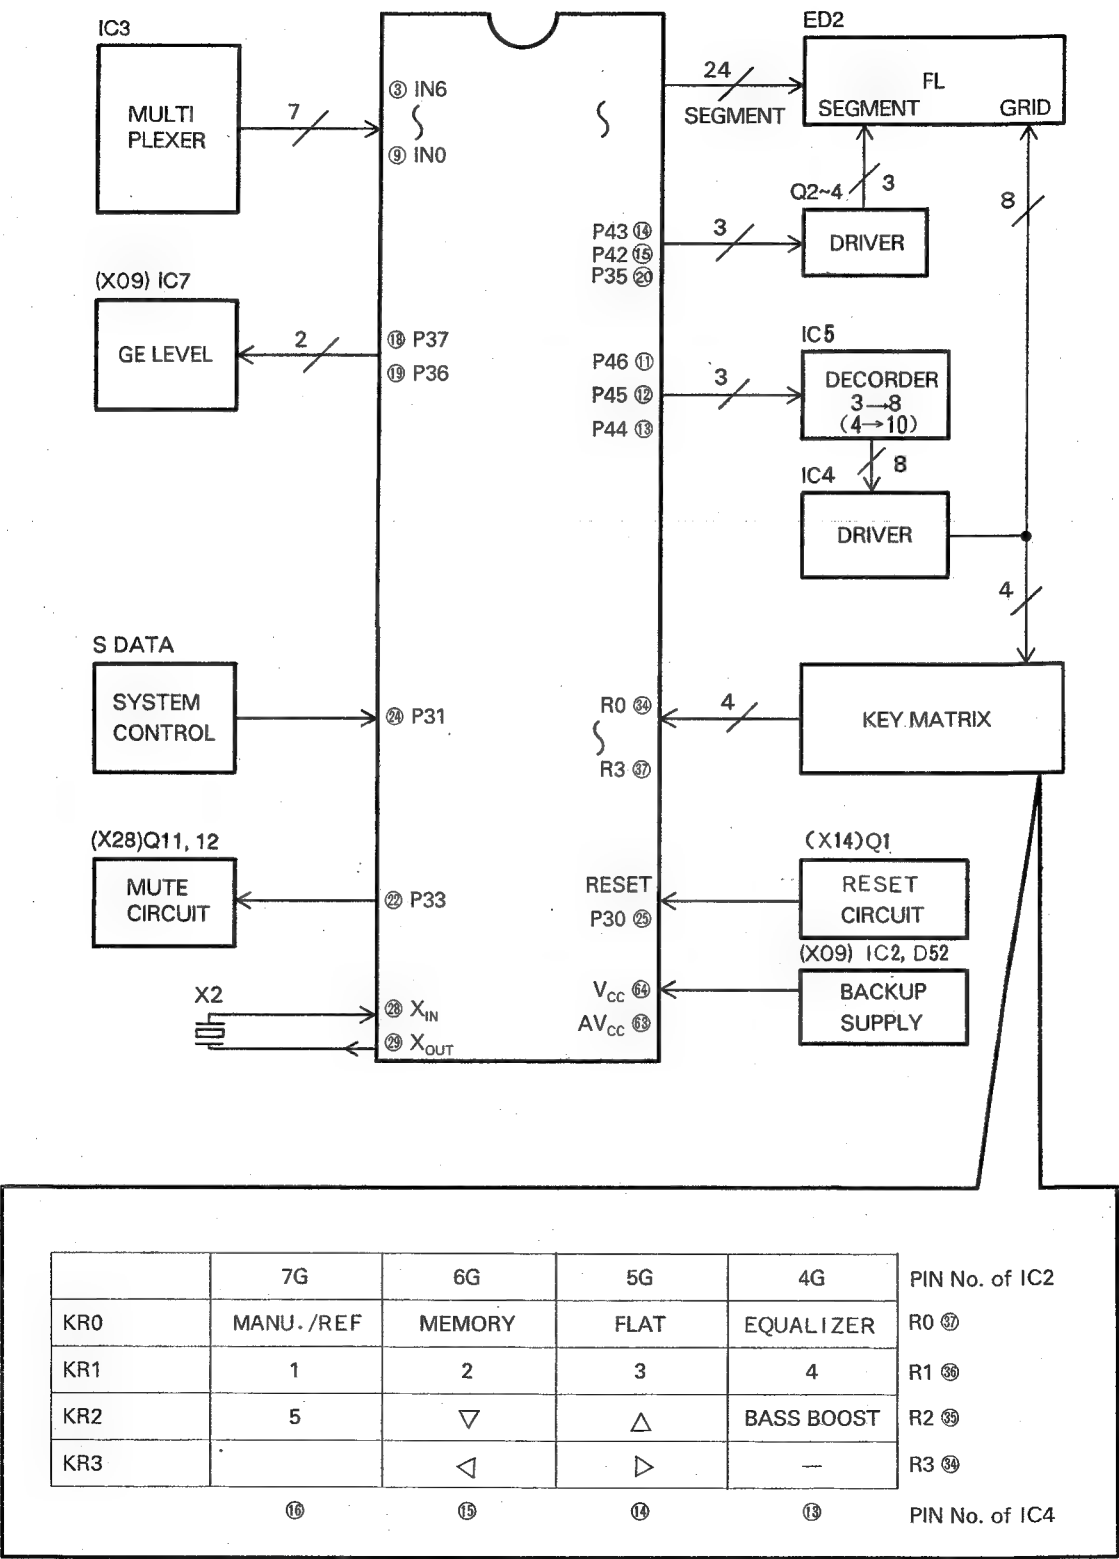 IC3
MULTI
PLEXER
7
③ IN6
⑨ IN0
24
SEGMENT
ED2
FL
SEGMENT GRID
Q2~4
3
8
P43 ⑭
P42 ⑮
P35 ⑳
3
DRIVER
(X09) IC7
GE LEVEL
2
⑱ P37
⑲ P36
P46 ⑪
P45 ⑫
P44 ⑬
3
IC5
DECORDER
3→8
(4→10)
8
IC4
DRIVER
4
S DATA
SYSTEM
CONTROL
㉔ P31
R0 ㉞
R3 ㊲
4
KEY MATRIX
(X28)Q11, 12
MUTE
CIRCUIT
㉒ P33
RESET
P30 ㉕
(X14)Q1
RESET
CIRCUIT
(X09) IC2, D52
BACKUP
SUPPLY
X2
㉘ XIN
㉙ XOUT
VCC 64
AVCC 63
7G 6G 5G 4G PIN No. of IC2
KR0 MANU./REF MEMORY FLAT EQUALIZER R0 ㊲
KR1 1 2 3 4 R1 ㊱
KR2 5 ▽ △ BASS BOOST R2 ㉟
KR3 ◁ ▷ — R3 ㉞
⑯ ⑮ ⑭ ⑬ PIN No. of IC4